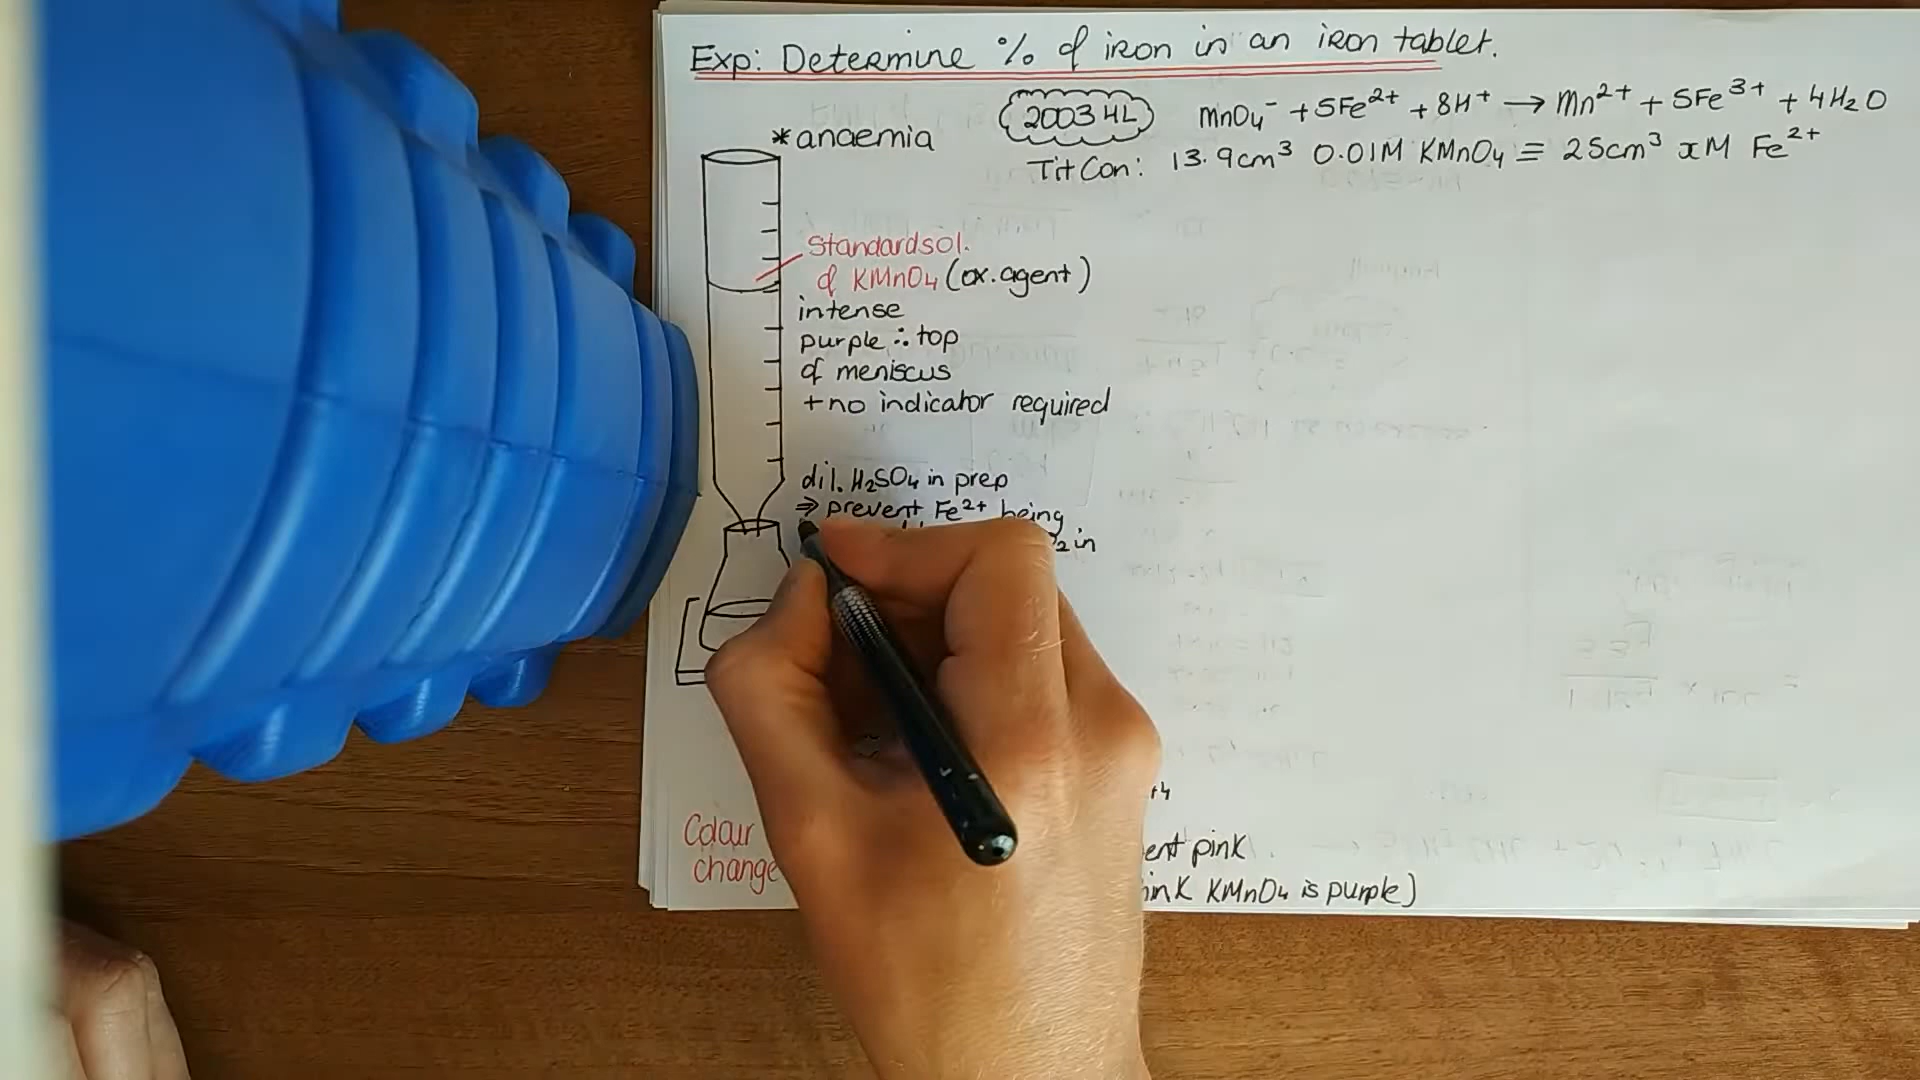 Exp: Determine % of iron in an iron tablet.
2003 HL
MnO₄⁻ + 5Fe²⁺ + 8H⁺ → Mn²⁺ + 5Fe³⁺ + 4H₂O
*anaemia
Tit Con: 13.9cm³ 0.01M KMnO₄ ≡ 25cm³ xM Fe²⁺
Standard sol.
of KMnO₄ (ox. agent)
intense
purple ∴ top
of meniscus
+ no indicator required
dil. H₂SO₄ in prep
⇒ prevent Fe²⁺ being
in
+4
Colour
change
pink
KMnO₄ is purple)